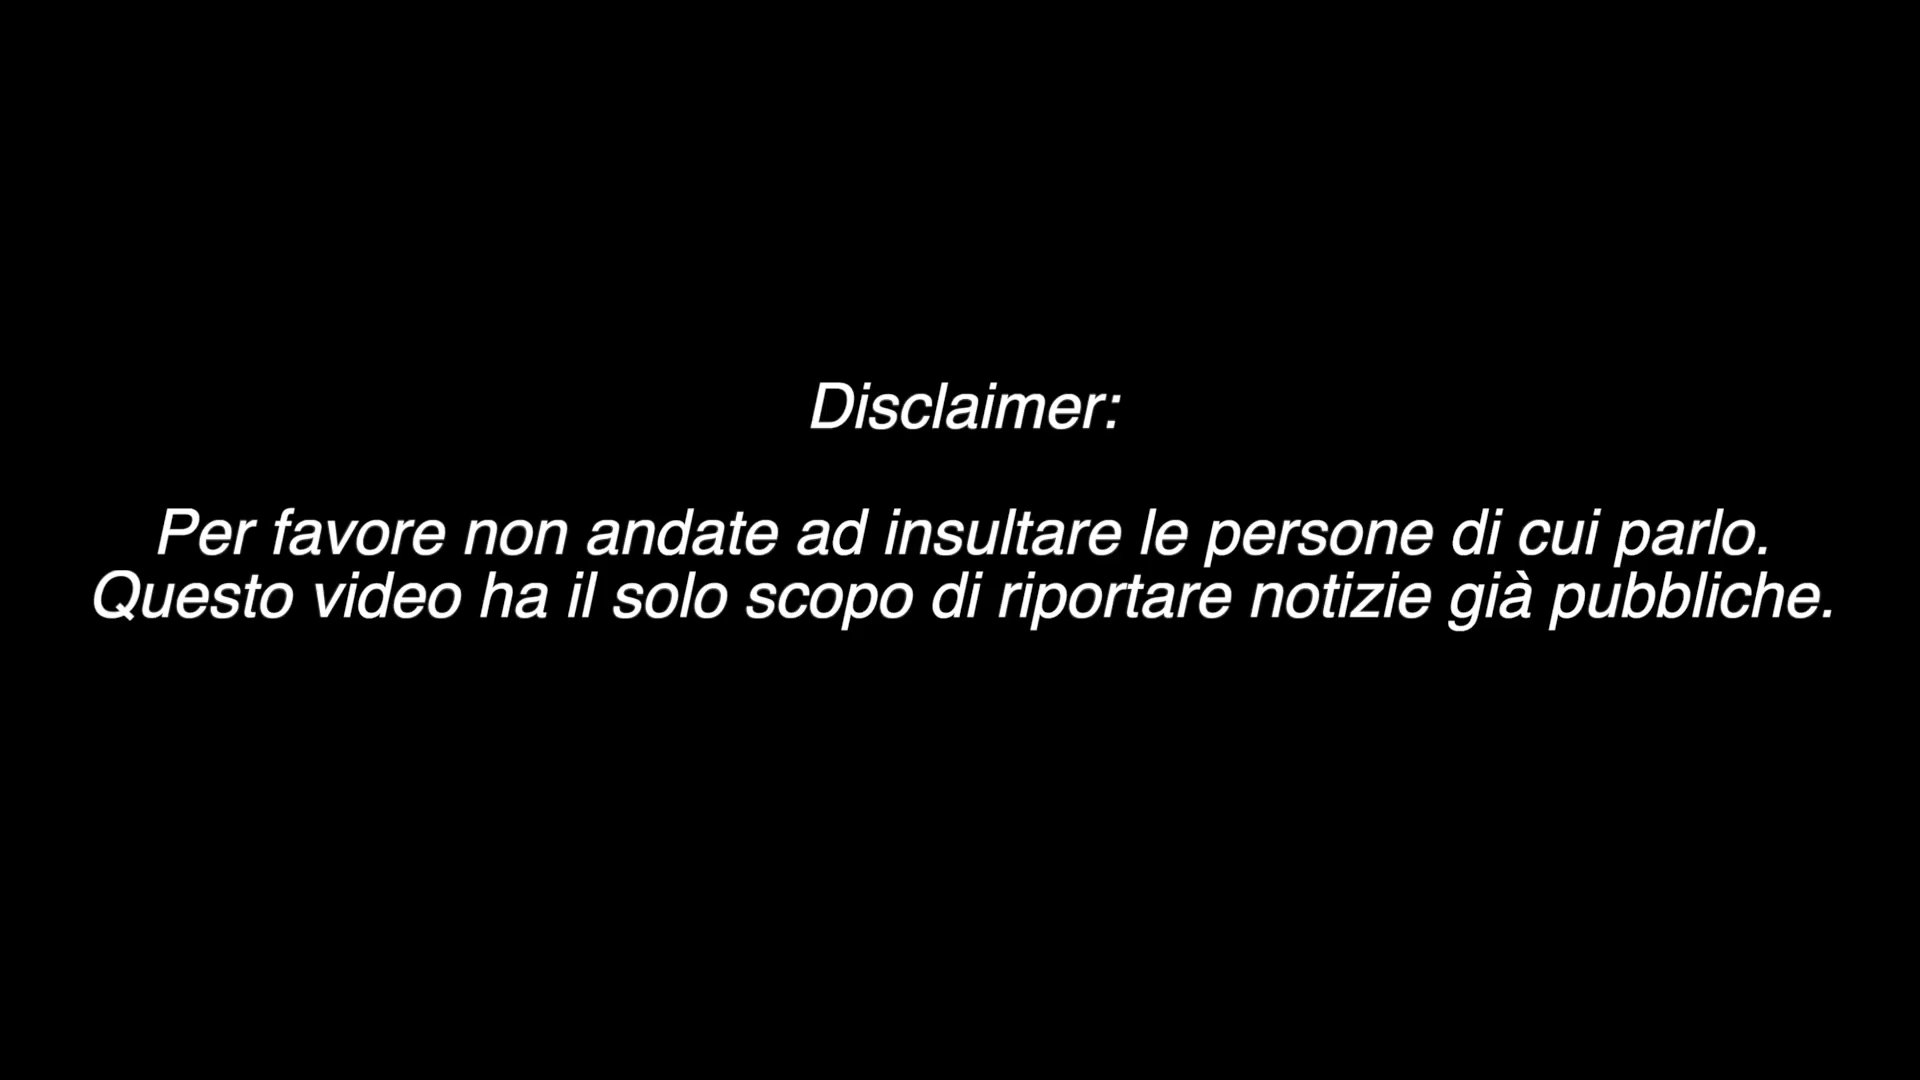 Disclaimer:
Per favore non andate ad insultare le persone di cui parlo.
Questo video ha il solo scopo di riportare notizie già pubbliche.